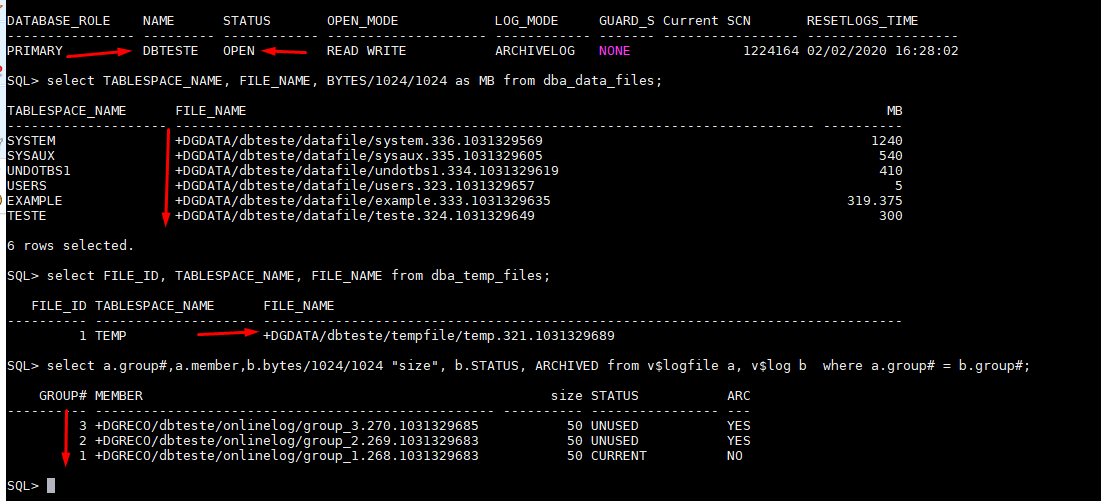 DATABASE_ROLE NAME STATUS OPEN_MODE LOG_MODE GUARD_S Current SCN RESETLOGS_TIME
---------------- --------- ------------ -------------------- ------------ ------- ---------------- -------------------
PRIMARY DBTESTE OPEN READ WRITE ARCHIVELOG NONE 1224164 02/02/2020 16:28:02
SQL> select TABLESPACE_NAME, FILE_NAME, BYTES/1024/1024 as MB from dba_data_files;
TABLESPACE_NAME FILE_NAME MB
-------------------- -------------------------------------------------------------------------------- ----------
SYSTEM +DGDATA/dbteste/datafile/system.336.1031329569 1240
SYSAUX +DGDATA/dbteste/datafile/sysaux.335.1031329605 540
UNDOTBS1 +DGDATA/dbteste/datafile/undotbs1.334.1031329619 410
USERS +DGDATA/dbteste/datafile/users.323.1031329657 5
EXAMPLE +DGDATA/dbteste/datafile/example.333.1031329635 319.375
TESTE +DGDATA/dbteste/datafile/teste.324.1031329649 300
6 rows selected.
SQL> select FILE_ID, TABLESPACE_NAME, FILE_NAME from dba_temp_files;
FILE_ID TABLESPACE_NAME FILE_NAME
---------- -------------------- --------------------------------------------------------------------------------
1 TEMP +DGDATA/dbteste/tempfile/temp.321.1031329689
SQL> select a.group#,a.member,b.bytes/1024/1024 "size", b.STATUS, ARCHIVED from v$logfile a, v$log b  where a.group# = b.group#;
GROUP# MEMBER size STATUS ARC
---------- -------------------------------------------------- ---------- ---------------- ---
3 +DGRECO/dbteste/onlinelog/group_3.270.1031329685 50 UNUSED YES
2 +DGRECO/dbteste/onlinelog/group_2.269.1031329683 50 UNUSED YES
1 +DGRECO/dbteste/onlinelog/group_1.268.1031329683 50 CURRENT NO
SQL>